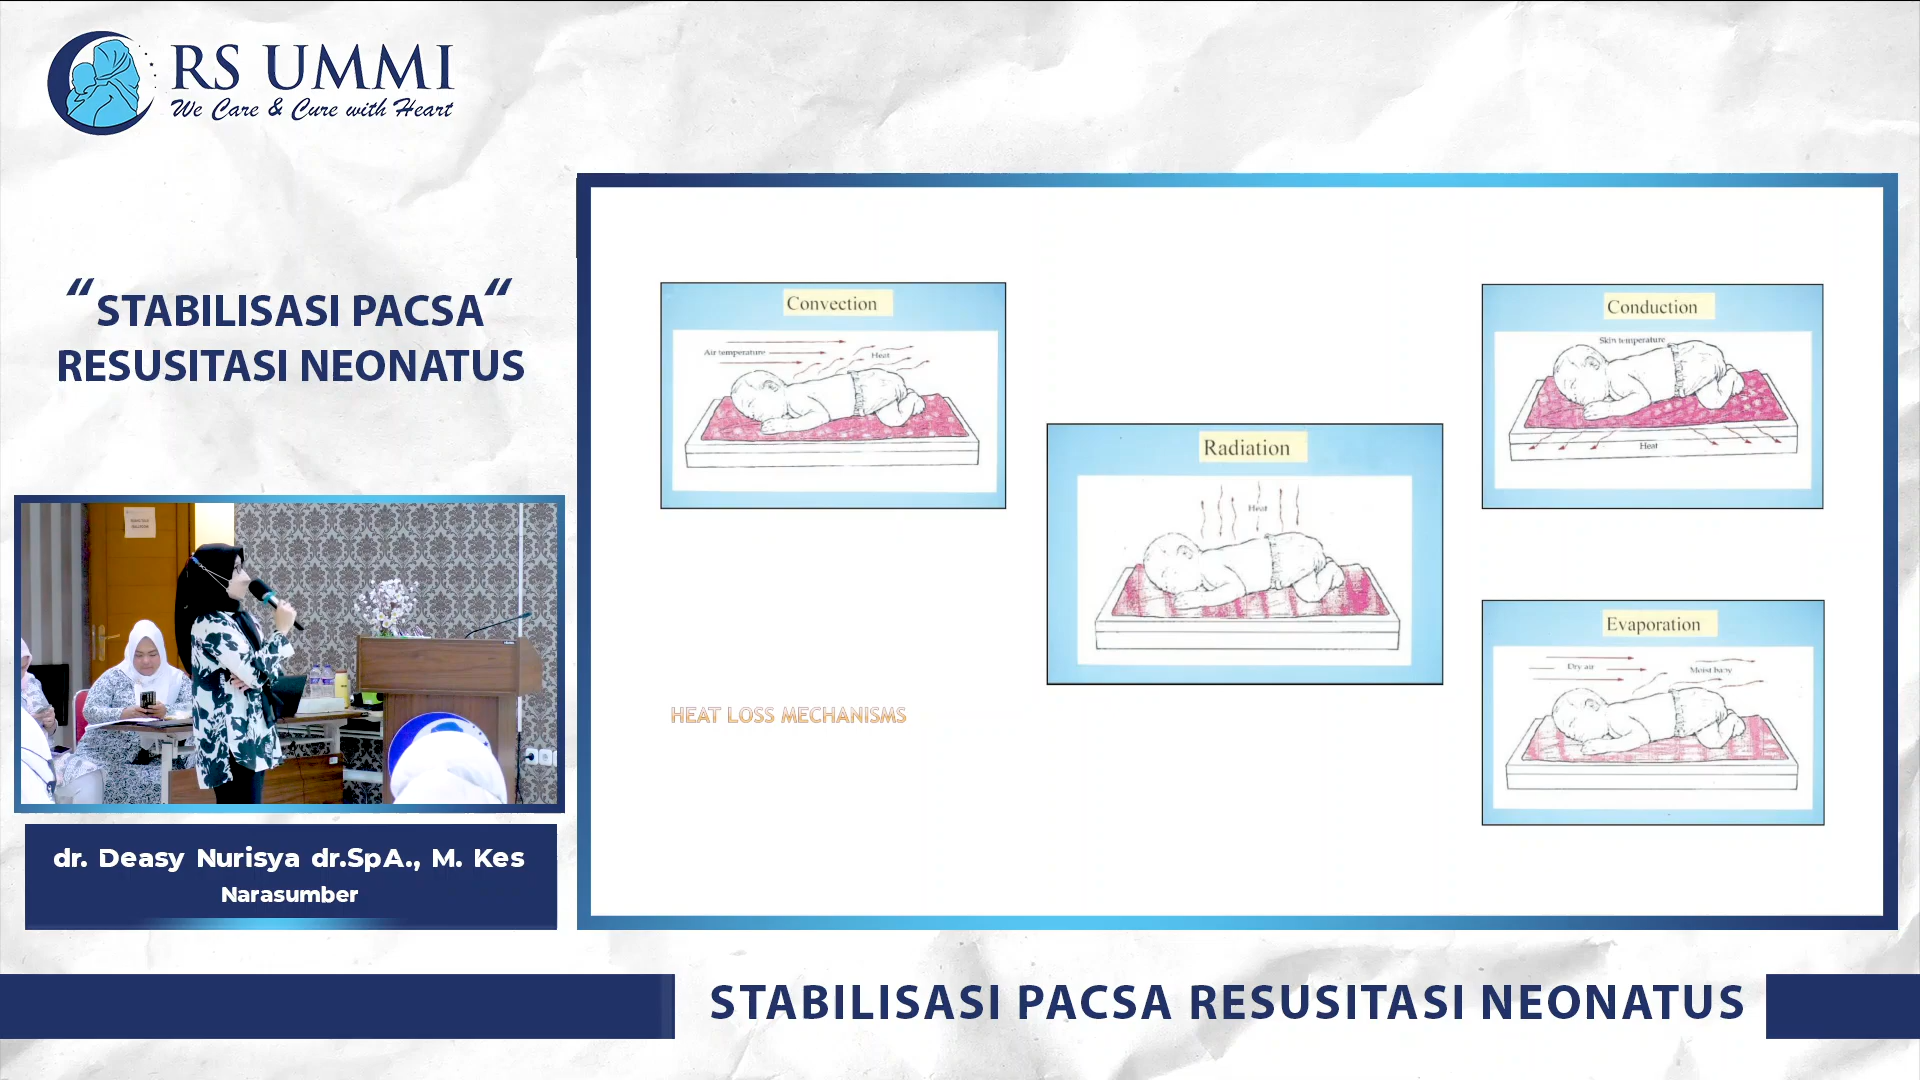 RS UMMI
We Care & Cure with Heart
“STABILISASI PACSA“
RESUSITASI NEONATUS
Convection
Air temperature
Heat
Radiation
Heat
Conduction
Skin temperature
Heat
Evaporation
Dry air
Moist baby
HEAT LOSS MECHANISMS
dr. Deasy Nurisya dr.SpA., M. Kes
Narasumber
STABILISASI PACSA RESUSITASI NEONATUS